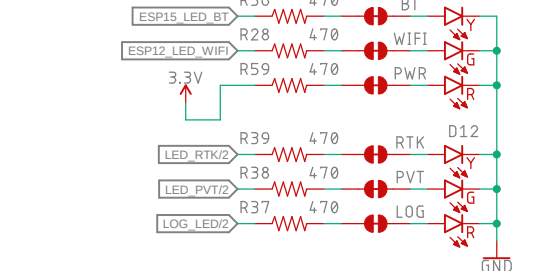 470 BT
ESP15_LED_BT Y
R28 470 WIFI
ESP12_LED_WIFI G
3.3V R59 470 PWR
R
D12
R39 470 RTK
LED_RTK/2 Y
R38 470 PVT
LED_PVT/2 G
R37 470 LOG
LOG_LED/2 R
GND